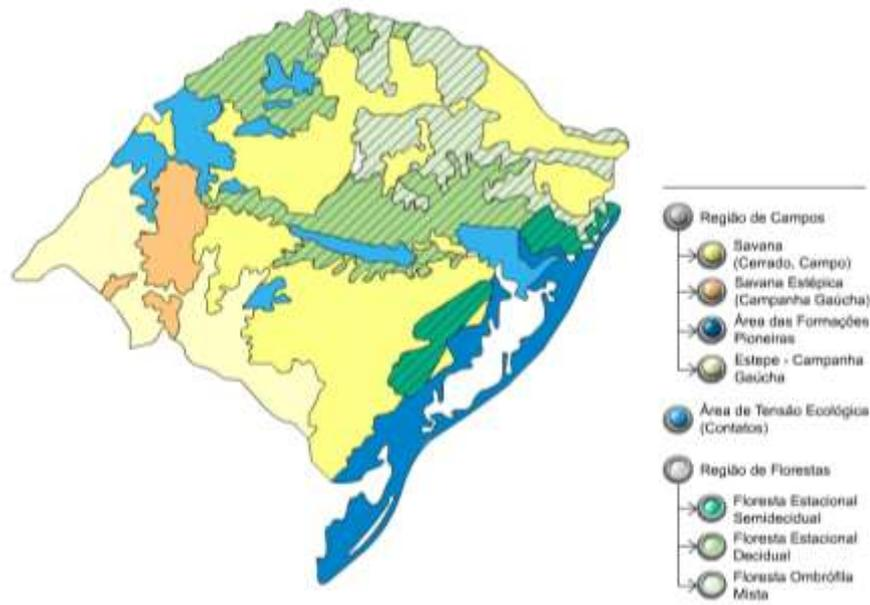 Região de Campos
Savana
(Cerrado, Campo)
Savana Estépica
(Campanha Gaúcha)
Área das Formações
Pioneiras
Estepe - Campanha
Gaúcha
Área de Tensão Ecológica
(Contatos)
Região de Florestas
Floresta Estacional
Semidecidual
Floresta Estacional
Decidual
Floresta Ombrófila
Mista